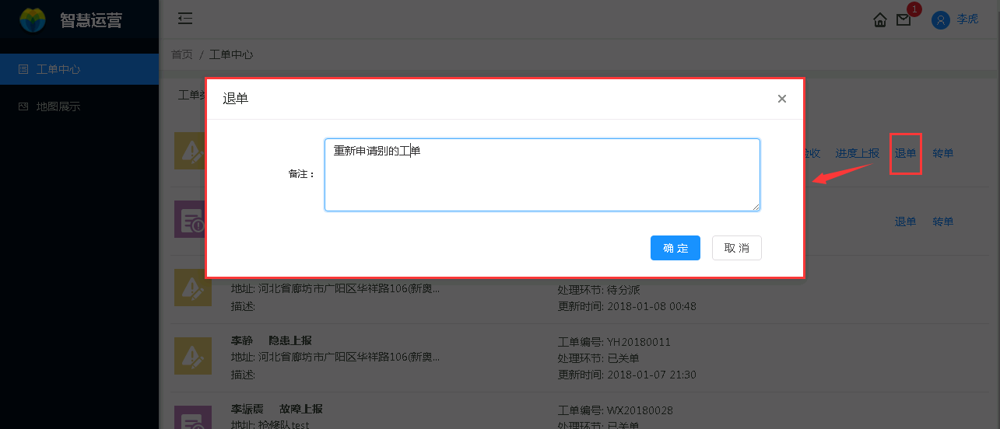 智慧运营
1
李虎
首页 / 工单中心
工单中心
地图展示
工单
退单
备注：
重新申请别的工单
确 定
取 消
验收 进度上报 退单 转单
退单 转单
地址: 河北省廊坊市广阳区华祥路106(新奥...
描述:
处理环节: 待分派
更新时间: 2018-01-08 00:48
李静 隐患上报
地址: 河北省廊坊市广阳区华祥路106(新奥...
描述:
工单编号: YH20180011
处理环节: 已关单
更新时间: 2018-01-07 21:30
李振震 故障上报
地址: 抢修队test
工单编号: WX20180028
处理环节: 已关单